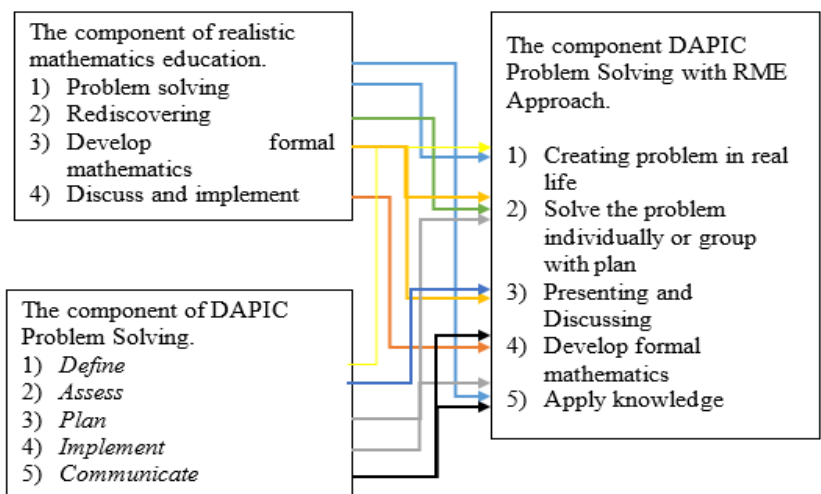 The component of realistic
mathematics education.
1) Problem solving
2) Rediscovering
3) Develop formal
mathematics
4) Discuss and implement
The component of DAPIC
Problem Solving.
1) Define
2) Assess
3) Plan
4) Implement
5) Communicate
The component DAPIC
Problem Solving with RME
Approach.
1) Creating problem in real
life
2) Solve the problem
individually or group
with plan
3) Presenting and
Discussing
4) Develop formal
mathematics
5) Apply knowledge